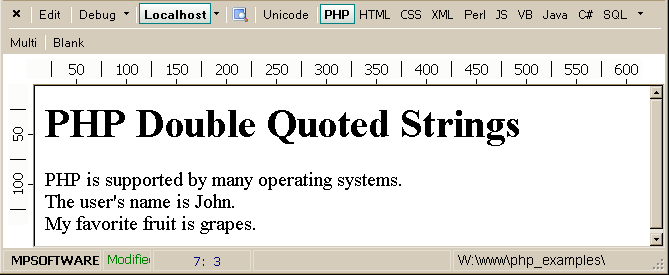 × Edit Debug Localhost Unicode PHP HTML CSS XML Perl JS VB Java C# SQL
Multi Blank
50 100 150 200 250 300 350 400 450 500 550 600
50
100
PHP Double Quoted Strings
PHP is supported by many operating systems.
The user's name is John.
My favorite fruit is grapes.
MPSOFTWARE Modifie 7: 3 W:\www\php_examples\